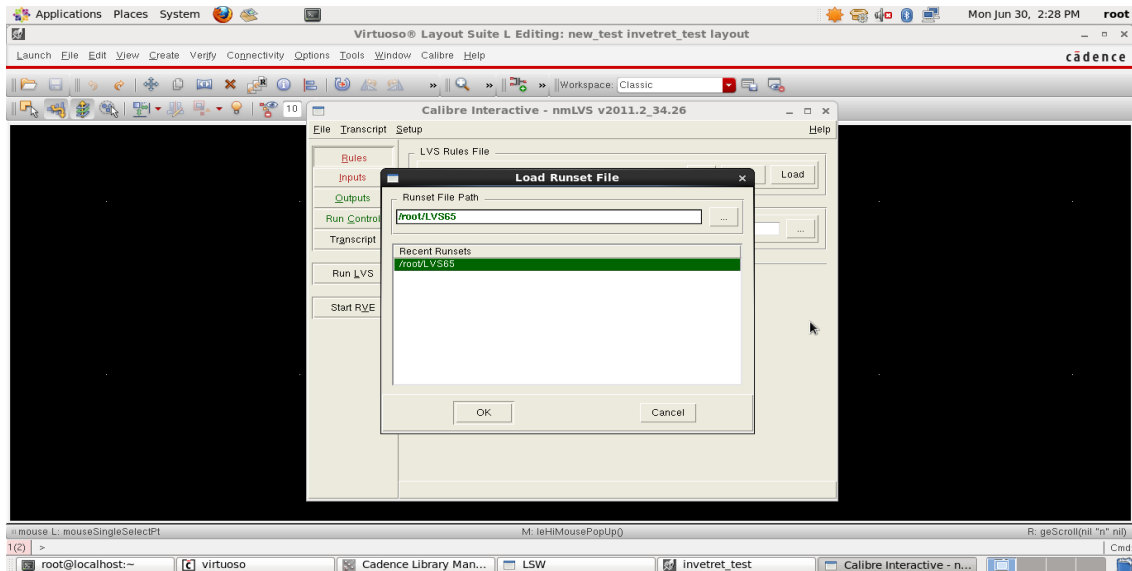 Applications Places System Mon Jun 30, 2:28 PM root
Virtuoso® Layout Suite L Editing: new_test invetret_test layout
Launch File Edit View Create Verify Connectivity Options Tools Window Calibre Help cādence
» » » Workspace: Classic
10
Calibre Interactive - nmLVS v2011.2_34.26
File Transcript Setup Help
Rules
Inputs
Outputs
Run Control
Transcript
Run LVS
Start RVE
LVS Rules File
Load
...
Load Runset File
Runset File Path
/root/LVS65 ...
Recent Runsets
/root/LVS65
OK Cancel
mouse L: mouseSingleSelectPt M: leHiMousePopUp() R: geScroll(nil "n" nil)
1(2) > Cmd
root@localhost:~ virtuoso Cadence Library Man... LSW invetret_test Calibre Interactive - n...